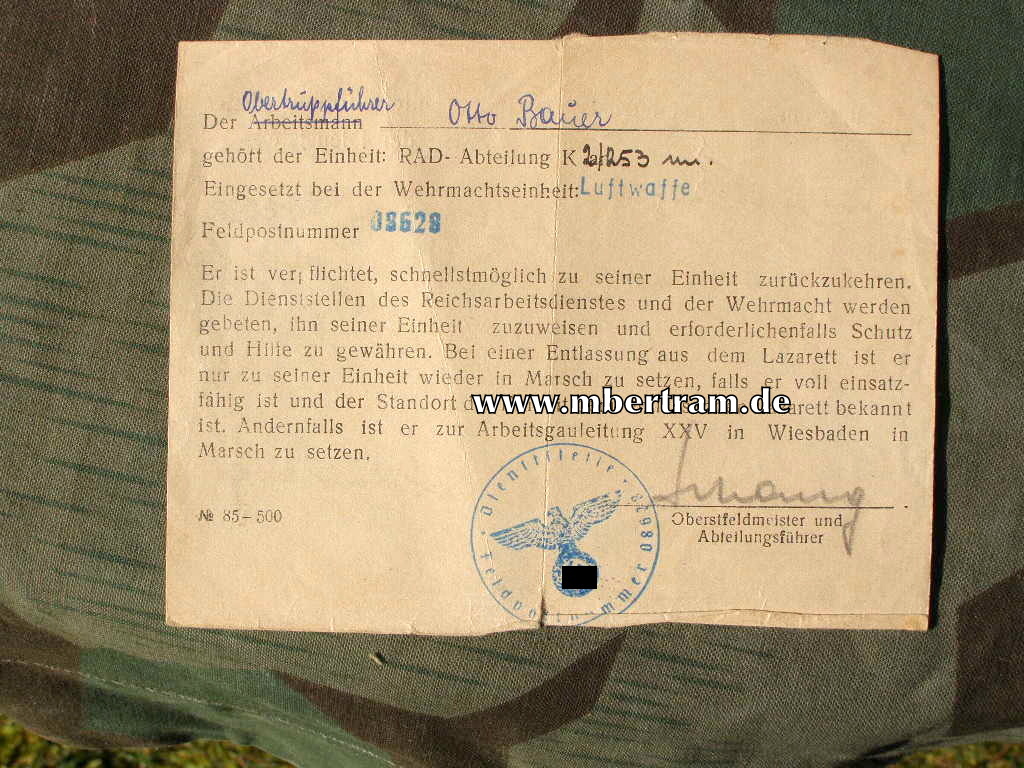 Obertruppführer
Der Arbeitsmann Otto Bauer
gehört der Einheit: RAD- Abteilung K 2/253
Eingesetzt bei der Wehrmachtseinheit: Luftwaffe
Feldpostnummer 08628
Er ist verpflichtet, schnellstmöglich zu seiner Einheit zurückzukehren.
Die Dienststellen des Reichsarbeitsdienstes und der Wehrmacht werden
gebeten, ihn seiner Einheit zuzuweisen und erforderlichenfalls Schutz
und Hilfe zu gewähren. Bei einer Entlassung aus dem Lazarett ist er
nur zu seiner Einheit wieder in Marsch zu setzen, falls er voll einsatz-
fähig ist und der Standort bekannt
www.mbertram.de
ist. Andernfalls ist er zur Arbeitsgauleitung XXV in Wiesbaden in
Marsch zu setzen.
№ 85-500
Oberstfeldmeister und
Abteilungsführer
Dienststelle
Feldpostnummer